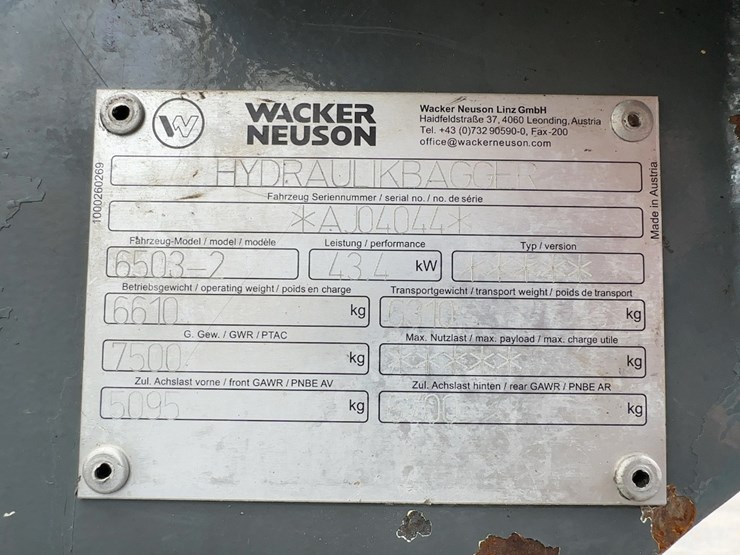 WACKER
NEUSON
Wacker Neuson Linz GmbH
Haidfeldstraße 37, 4060 Leonding, Austria
Tel. +43 (0)732 90590-0, Fax-200
office@wackerneuson.com
1000260269
Made in Austria
Fahrzeug Seriennummer / serial no. / no. de série
*AJ04044*
Fahrzeug-Model / model / modèle
6503-2
Leistung / performance
43,4 kW
Typ / version
*****
Betriebsgewicht / operating weight / poids en charge
6610 kg
Transportgewicht / transport weight / poids de transport
kg
G. Gew. / GWR / PTAC
7500 kg
Max. Nutzlast / max. payload / max. charge utile
kg
Zul. Achslast vorne / front GAWR / PNBE AV
5095 kg
Zul. Achslast hinten / rear GAWR / PNBE AR
kg